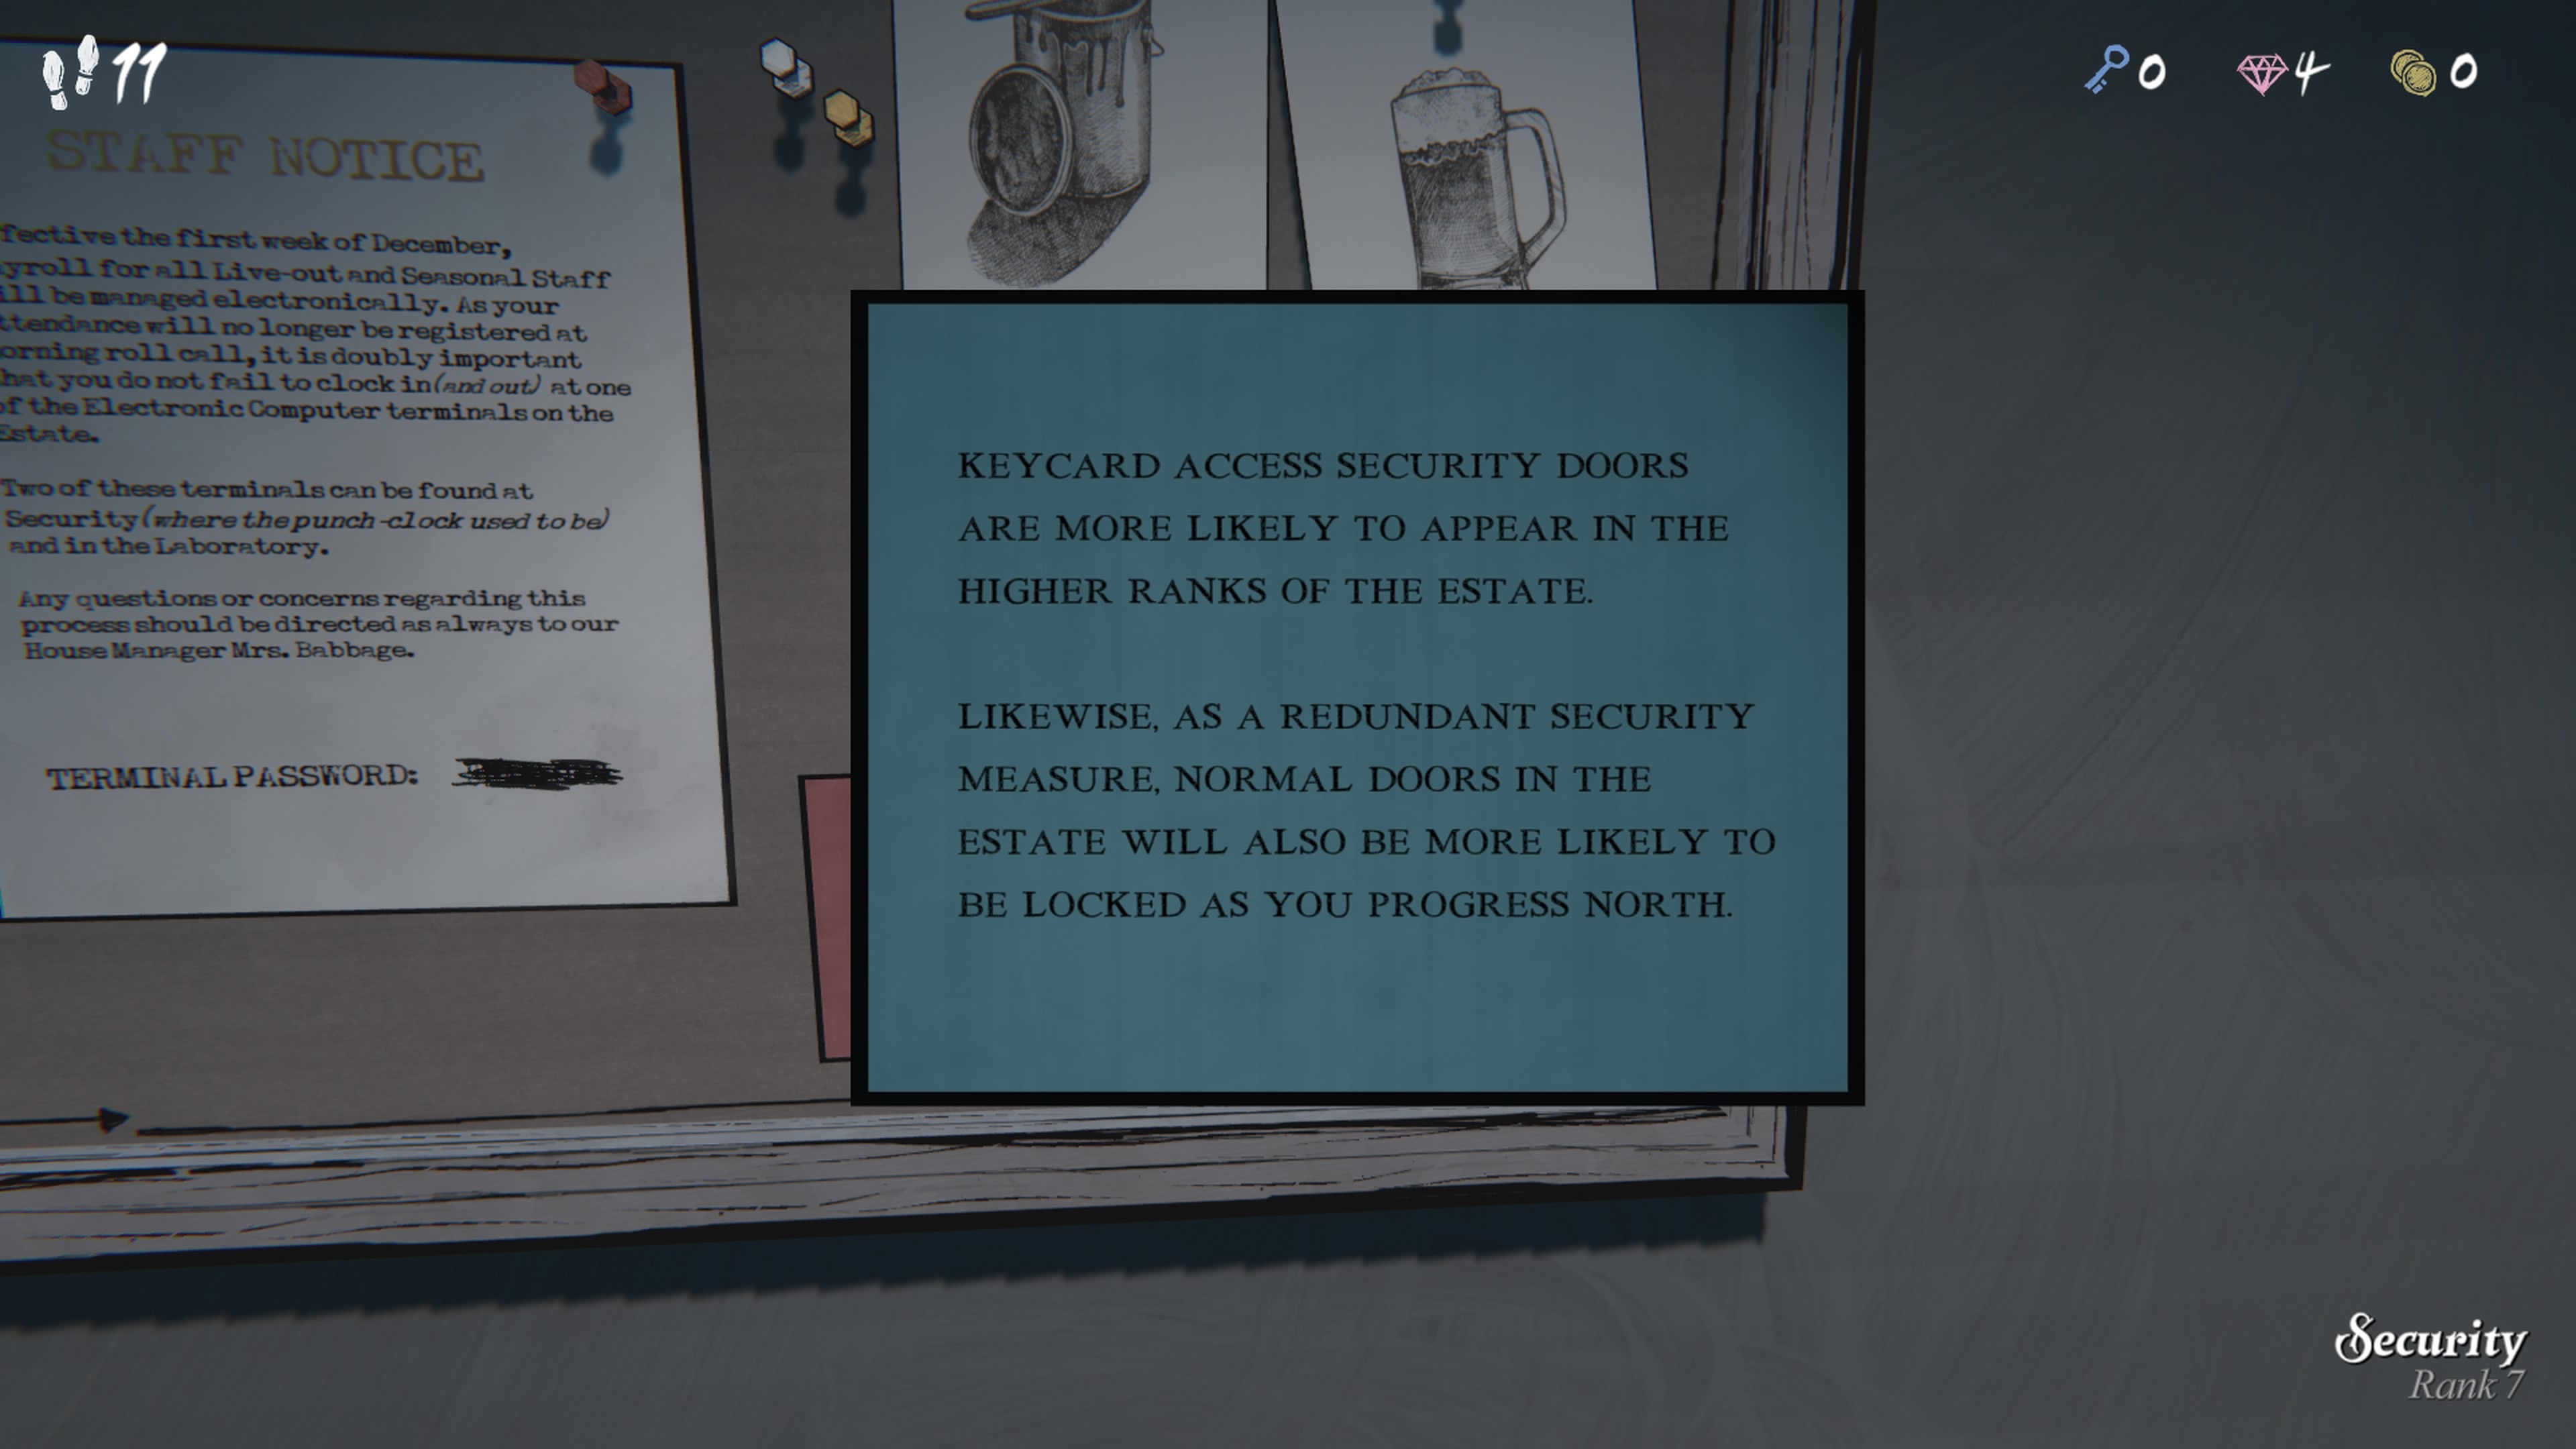 11
0
4
0
STAFF NOTICE
fective the first week of December,
yroll for all Live-out and Seasonal Staff
ill be managed electronically. As your
ttendance will no longer be registered at
orning roll call, it is doubly important
hat you do not fail to clock in (and out) at one
of the Electronic Computer terminals on the
Estate.
Two of these terminals can be found at
Security (where the punch-clock used to be)
and in the Laboratory.
Any questions or concerns regarding this
process should be directed as always to our
House Manager Mrs. Babbage.
TERMINAL PASSWORD:
KEYCARD ACCESS SECURITY DOORS
ARE MORE LIKELY TO APPEAR IN THE
HIGHER RANKS OF THE ESTATE.
LIKEWISE, AS A REDUNDANT SECURITY
MEASURE, NORMAL DOORS IN THE
ESTATE WILL ALSO BE MORE LIKELY TO
BE LOCKED AS YOU PROGRESS NORTH.
Security
Rank 7